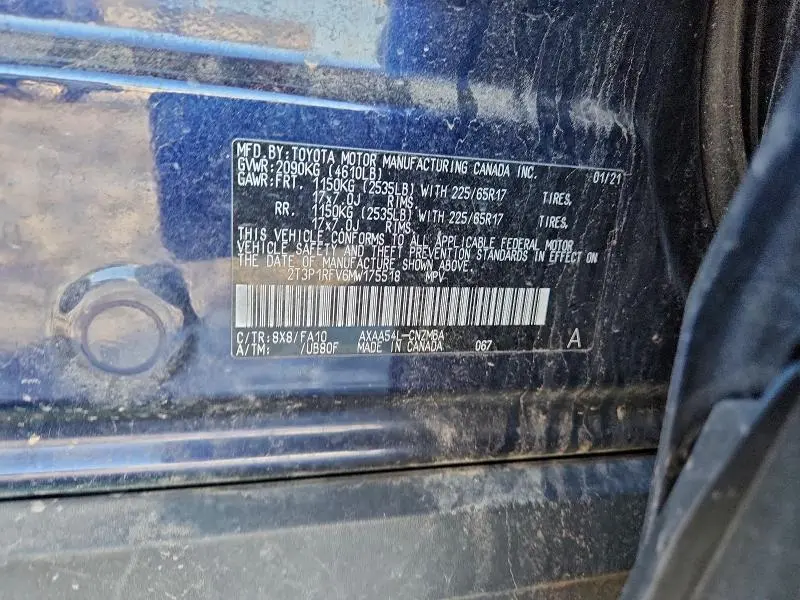 MFD.BY:TOYOTA MOTOR MANUFACTURING CANADA INC. 01/21
GVWR:2090KG (4610LB)
GAWR:FRT. 1150KG (2535LB) WITH 225/65R17 TIRES,
17x7.0J RIMS,
RR. 1150KG (2535LB) WITH 225/65R17 TIRES,
17x7.0J RIMS,
THIS VEHICLE CONFORMS TO ALL APPLICABLE FEDERAL MOTOR
VEHICLE SAFETY, AND THEFT PREVENTION STANDARDS IN EFFECT ON
THE DATE OF MANUFACTURE SHOWN ABOVE.
2T3P1RFV6MW175518 MPV
C/TR:8X8/FA10 AXAA54L-CNZMBA
A/TM: /UB80F MADE IN CANADA 067 A